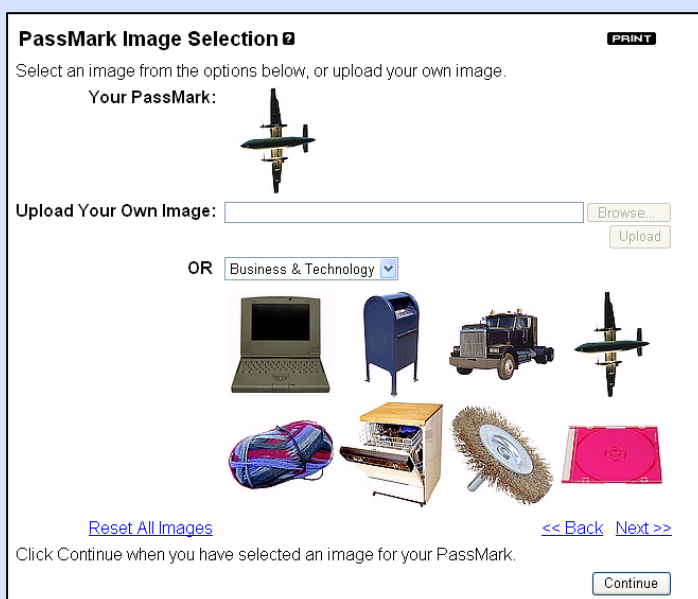 PassMark Image Selection ?
PRINT
Select an image from the options below, or upload your own image.
Your PassMark:
Upload Your Own Image:
Browse...
Upload
OR
Business & Technology
Reset All Images
<< Back Next >>
Click Continue when you have selected an image for your PassMark.
Continue